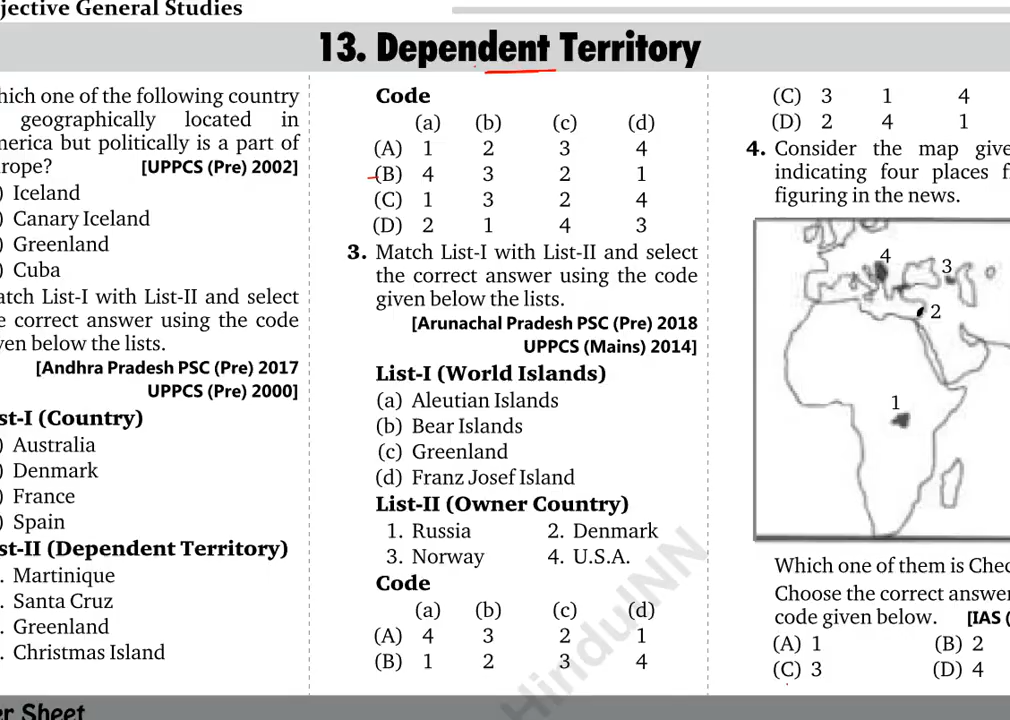 jective General Studies
13. Dependent Territory
hich one of the following country
geographically located in
merica but politically is a part of
rope? [UPPCS (Pre) 2002]
) Iceland
) Canary Iceland
) Greenland
) Cuba
atch List-I with List-II and select
e correct answer using the code
ven below the lists.
[Andhra Pradesh PSC (Pre) 2017
UPPCS (Pre) 2000]
st-I (Country)
) Australia
) Denmark
) France
) Spain
st-II (Dependent Territory)
. Martinique
. Santa Cruz
. Greenland
. Christmas Island
Code
(a) (b) (c) (d)
(A) 1 2 3 4
(B) 4 3 2 1
(C) 1 3 2 4
(D) 2 1 4 3
3. Match List-I with List-II and select
the correct answer using the code
given below the lists.
[Arunachal Pradesh PSC (Pre) 2018
UPPCS (Mains) 2014]
List-I (World Islands)
(a) Aleutian Islands
(b) Bear Islands
(c) Greenland
(d) Franz Josef Island
List-II (Owner Country)
1. Russia 2. Denmark
3. Norway 4. U.S.A.
Code
(a) (b) (c) (d)
(A) 4 3 2 1
(B) 1 2 3 4
(C) 3 1 4
(D) 2 4 1
4. Consider the map give
indicating four places f
figuring in the news.
4
3
2
1
Which one of them is Chec
Choose the correct answer
code given below. [IAS (
(A) 1 (B) 2
(C) 3 (D) 4
HinduINN
er Sheet